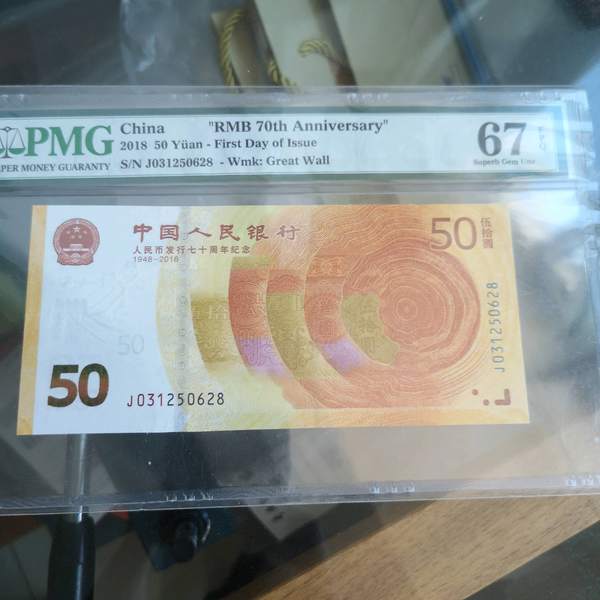 PMG
PER MONEY GUARANTY
China "RMB 70th Anniversary"
2018 50 Yüan - First Day of Issue
S/N J031250628 - Wmk: Great Wall
67
Superb Gem Unc
中国人民银行
人民币发行七十周年纪念
1948-2018
50
伍拾圆
50
50
J031250628
J031250628